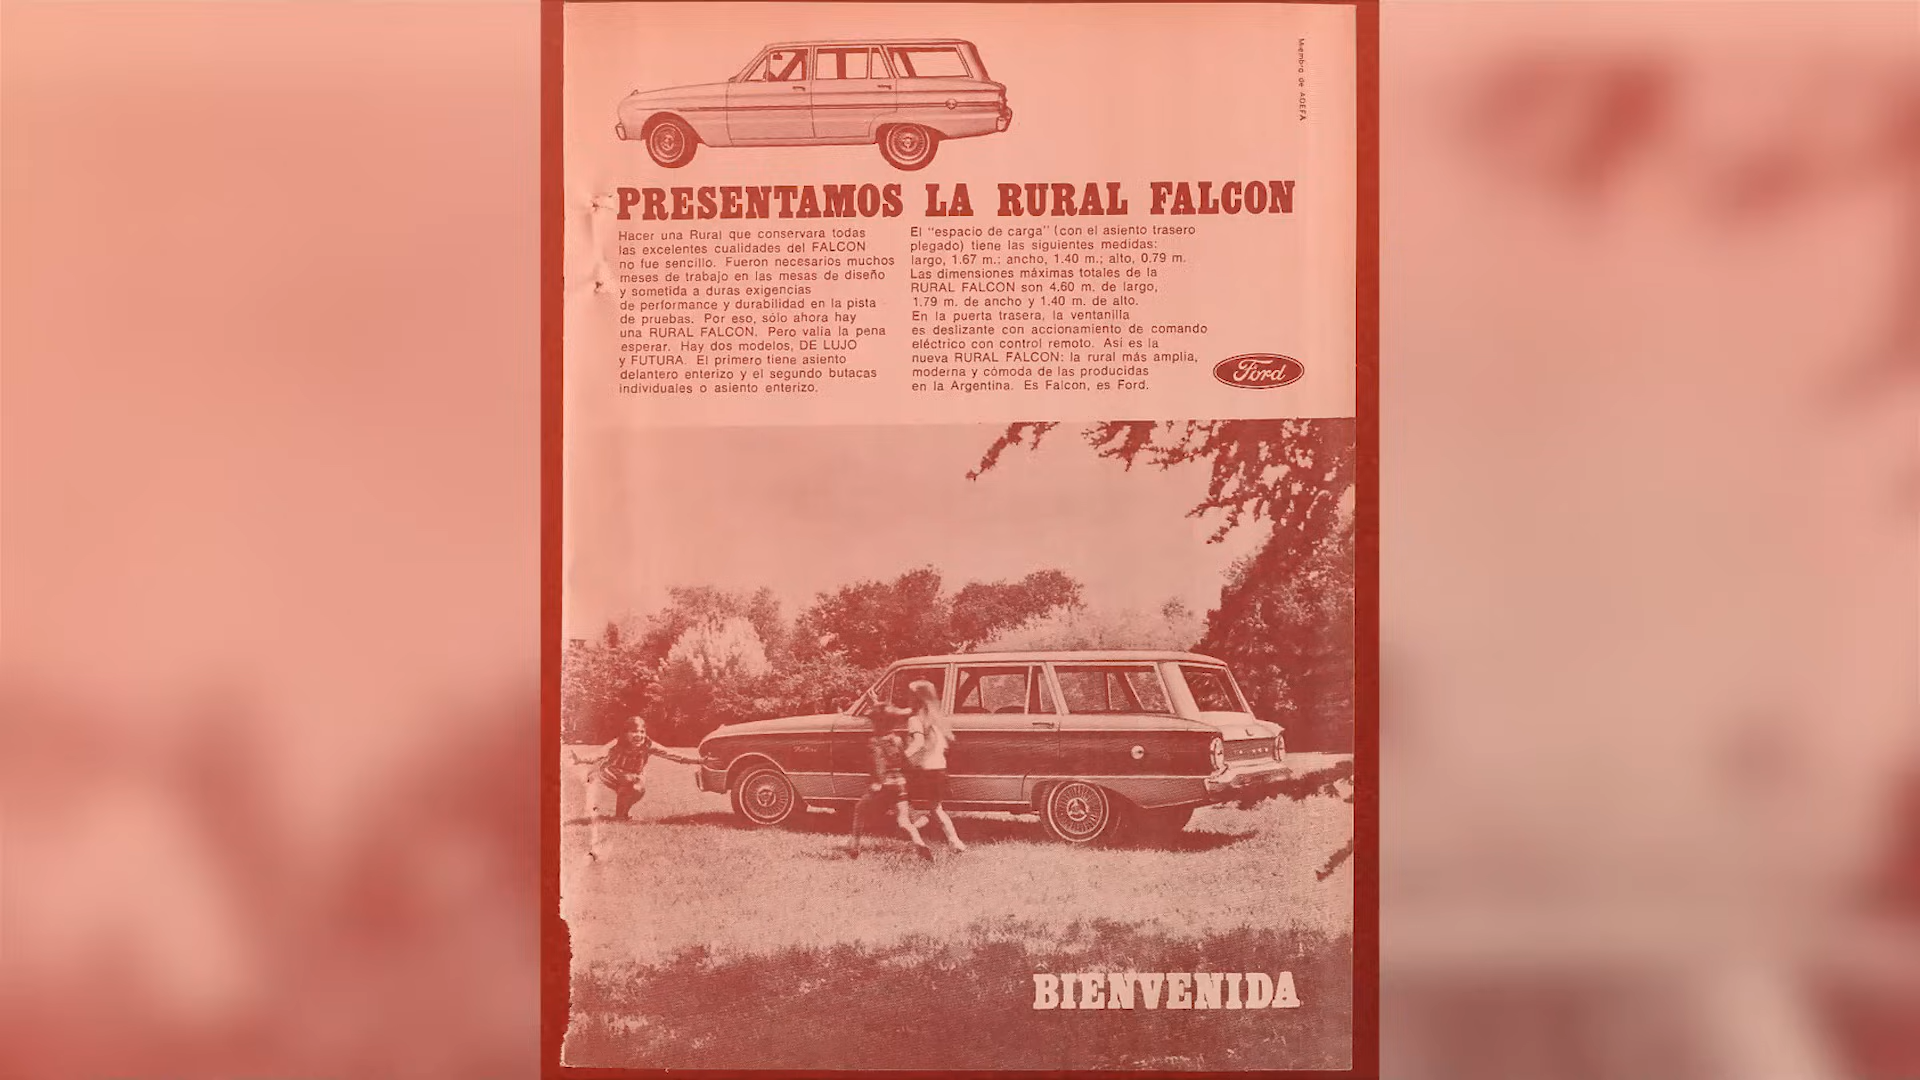 Miembro de ADEFA
PRESENTAMOS LA RURAL FALCON
Hacer una Rural que conservara todas
las excelentes cualidades del FALCON
no fue sencillo. Fueron necesarios muchos
meses de trabajo en las mesas de diseño
y sometida a duras exigencias
de performance y durabilidad en la pista
de pruebas. Por eso, sólo ahora hay
una RURAL FALCON. Pero valía la pena
esperar. Hay dos modelos, DE LUJO
y FUTURA. El primero tiene asiento
delantero enterizo y el segundo butacas
individuales o asiento enterizo.
El "espacio de carga" (con el asiento trasero
plegado) tiene las siguientes medidas:
largo, 1.67 m.; ancho, 1.40 m.; alto, 0.79 m.
Las dimensiones máximas totales de la
RURAL FALCON son 4.60 m. de largo,
1.79 m. de ancho y 1.40 m. de alto.
En la puerta trasera, la ventanilla
es deslizante con accionamiento de comando
eléctrico con control remoto. Así es la
nueva RURAL FALCON: la rural más amplia,
moderna y cómoda de las producidas
en la Argentina. Es Falcon, es Ford.
Ford
BIENVENIDA